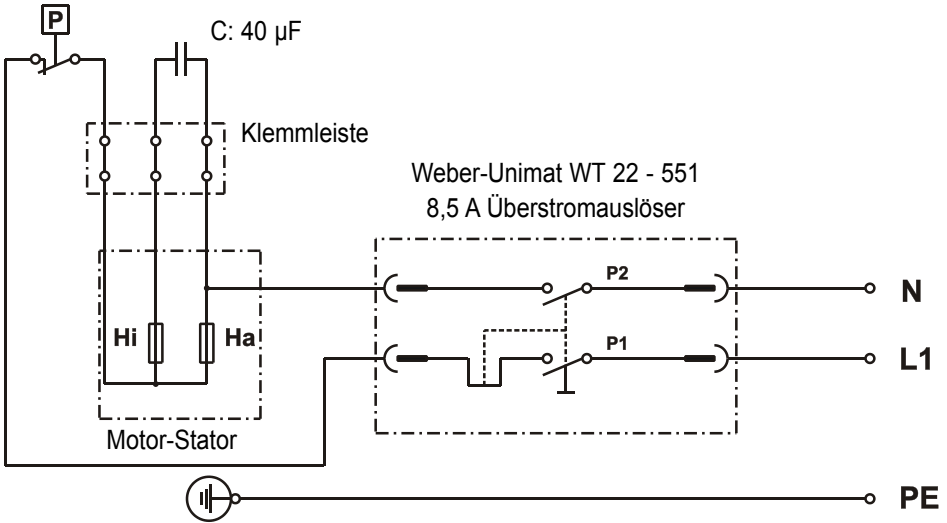 P
C: 40 µF
Klemmleiste
Weber-Unimat WT 22 - 551
8,5 A Überstromauslöser
P2
N
Hi
Ha
P1
L1
Motor-Stator
PE